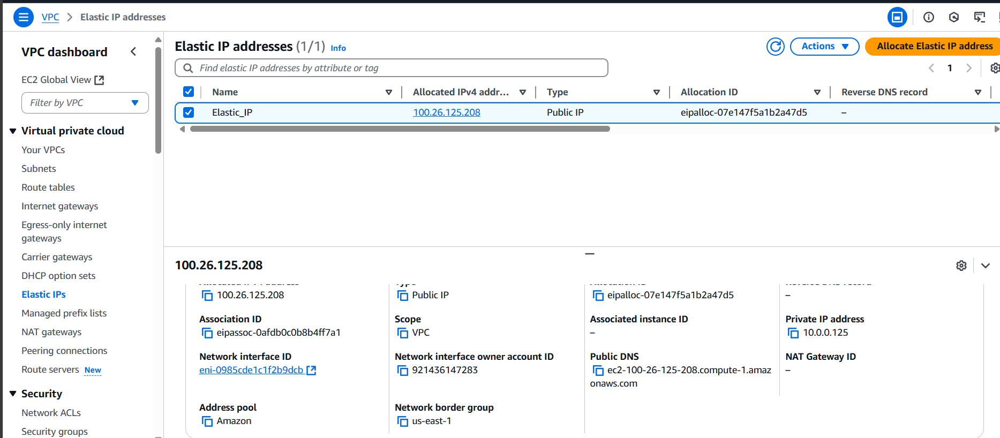 VPC > Elastic IP addresses
VPC dashboard
EC2 Global View
Filter by VPC
Virtual private cloud
Your VPCs
Subnets
Route tables
Internet gateways
Egress-only internet
gateways
Carrier gateways
DHCP option sets
Elastic IPs
Managed prefix lists
NAT gateways
Peering connections
Route servers New
Security
Network ACLs
Security groups
Elastic IP addresses (1/1) Info
Actions
Allocate Elastic IP address
Find elastic IP addresses by attribute or tag
1
Name Allocated IPv4 addr... Type Allocation ID Reverse DNS record
Elastic_IP 100.26.125.208 Public IP eipalloc-07e147f5a1b2a47d5 –
100.26.125.208
100.26.125.208 Public IP eipalloc-07e147f5a1b2a47d5 –
Association ID Scope Associated instance ID Private IP address
eipassoc-0afdb0c0b8b4ff7a1 VPC – 10.0.0.125
Network interface ID Network interface owner account ID Public DNS NAT Gateway ID
eni-0985cde1c1f2b9dcb 921436147283 ec2-100-26-125-208.compute-1.amaz –
onaws.com
Address pool Network border group
Amazon us-east-1